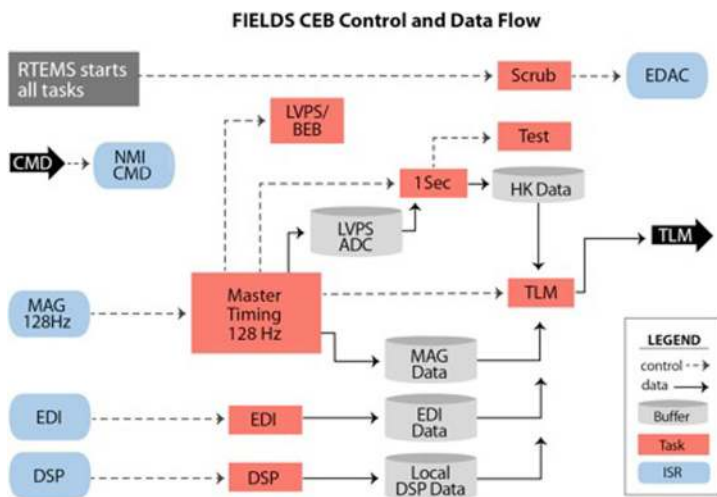 FIELDS CEB Control and Data Flow
RTEMS starts
all tasks
Scrub
EDAC
LVPS/
BEB
Test
CMD
NMI
CMD
1Sec
HK Data
LVPS
ADC
TLM
MAG
128Hz
Master
Timing
128 Hz
TLM
MAG
Data
EDI
EDI
EDI
Data
DSP
DSP
Local
DSP Data
LEGEND
control
data
Buffer
Task
ISR